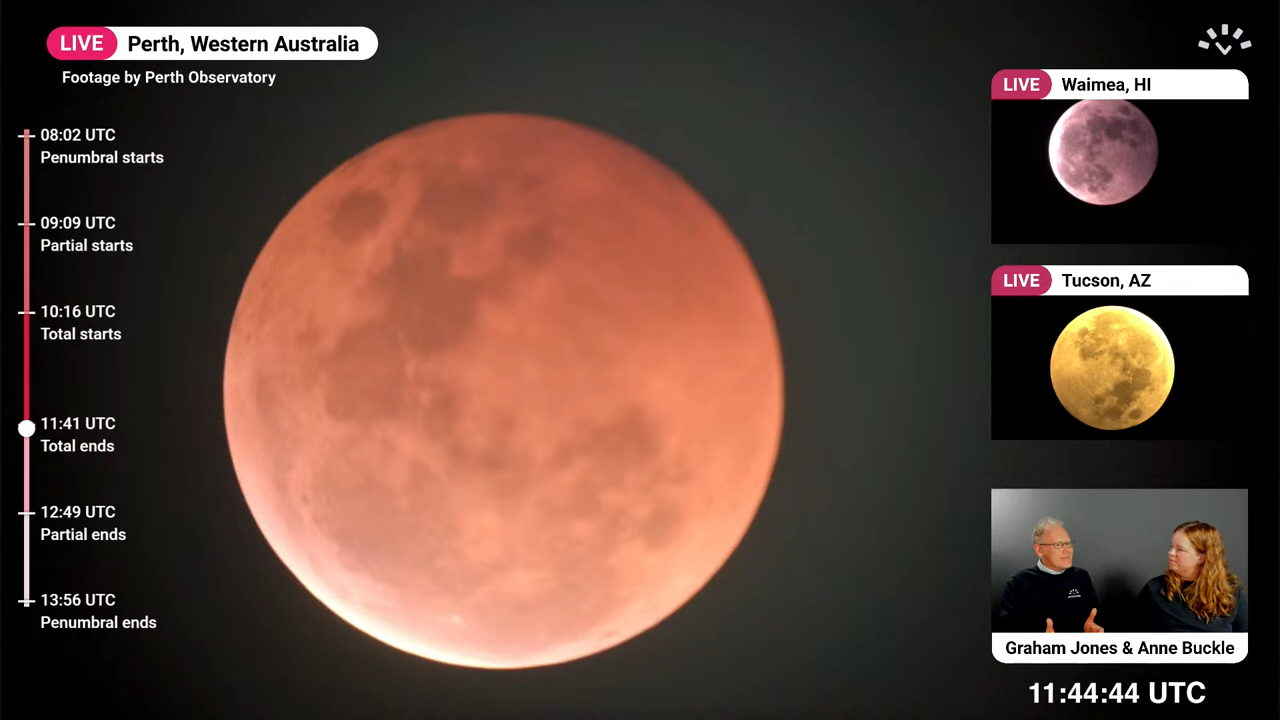 LIVE Perth, Western Australia
Footage by Perth Observatory
08:02 UTC
Penumbral starts
09:09 UTC
Partial starts
10:16 UTC
Total starts
11:41 UTC
Total ends
12:49 UTC
Partial ends
13:56 UTC
Penumbral ends
LIVE Waimea, HI
LIVE Tucson, AZ
Graham Jones & Anne Buckle
11:44:44 UTC